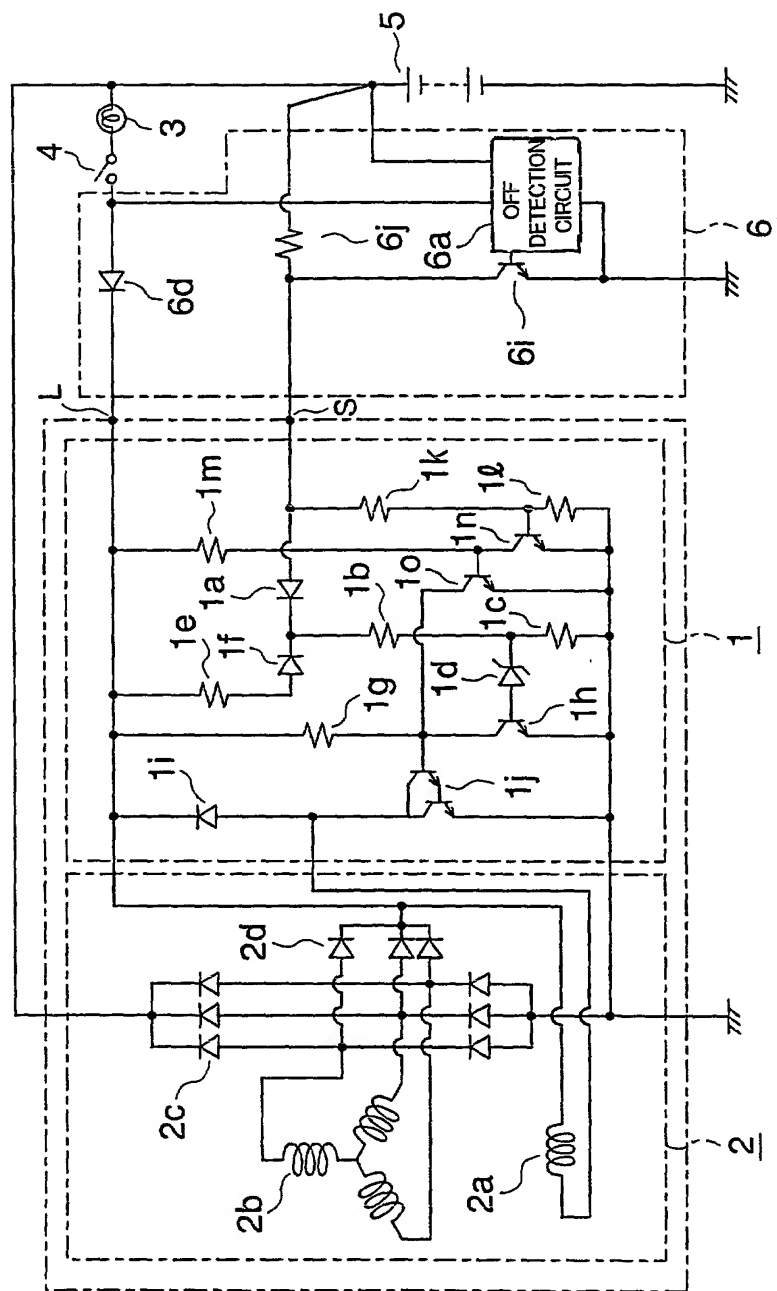 5
3
4
6j
OFF
DETECTION
CIRCUIT
6a
6
6d
6i
L
S
1m
1k
1ℓ
1n
1o
1a
1b
1c
1e
1f
1d
1
1g
1h
1i
1j
2d
2c
2b
2a
2